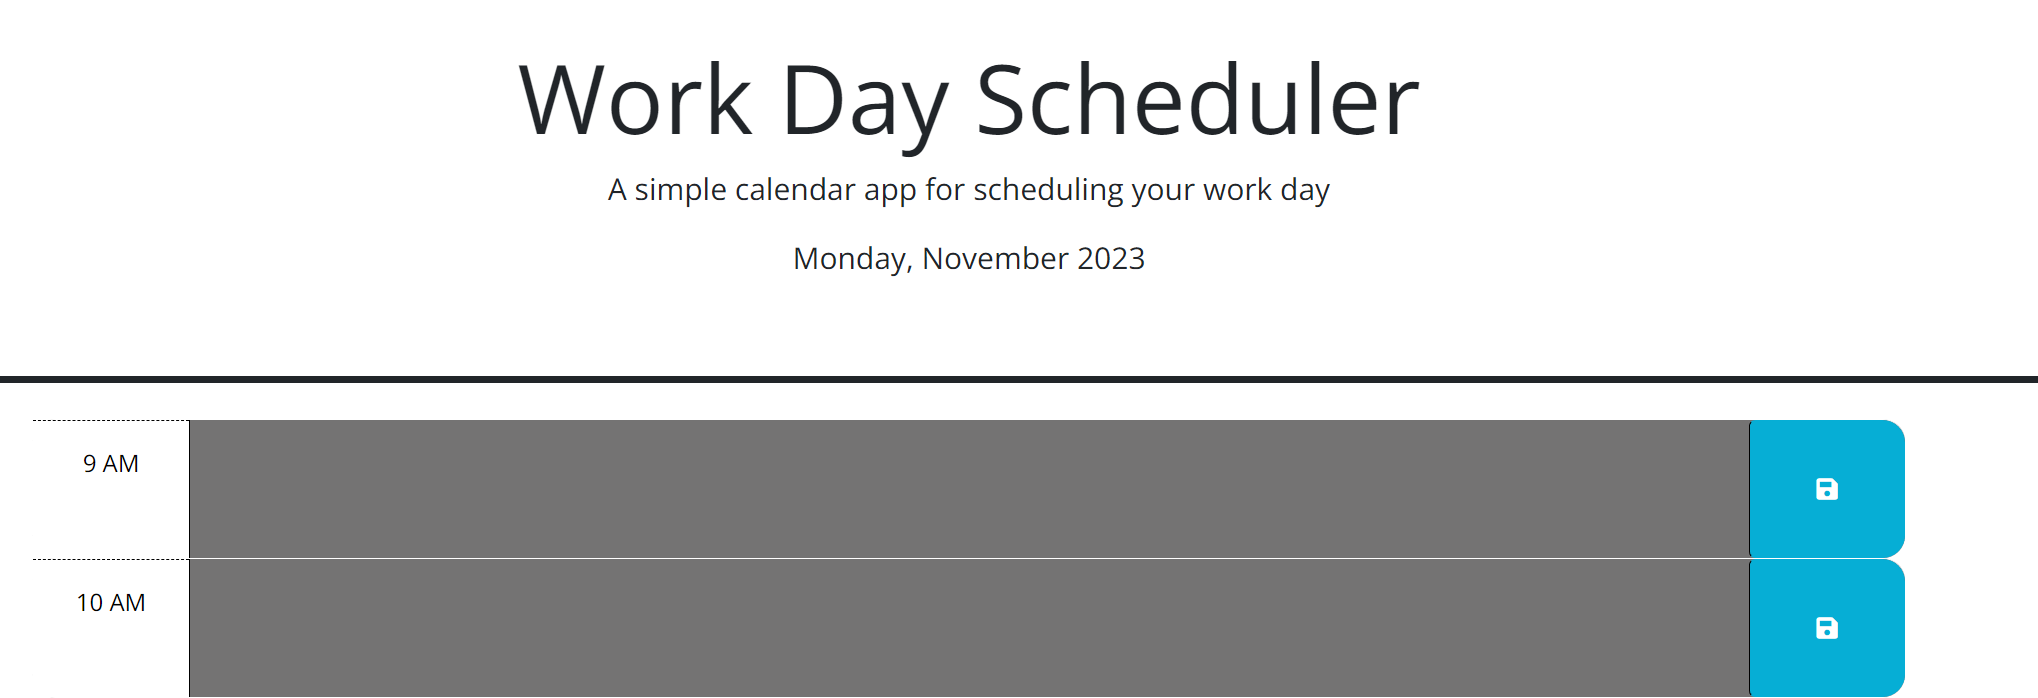 Work Day Scheduler
A simple calendar app for scheduling your work day
Monday, November 2023
9 AM
10 AM